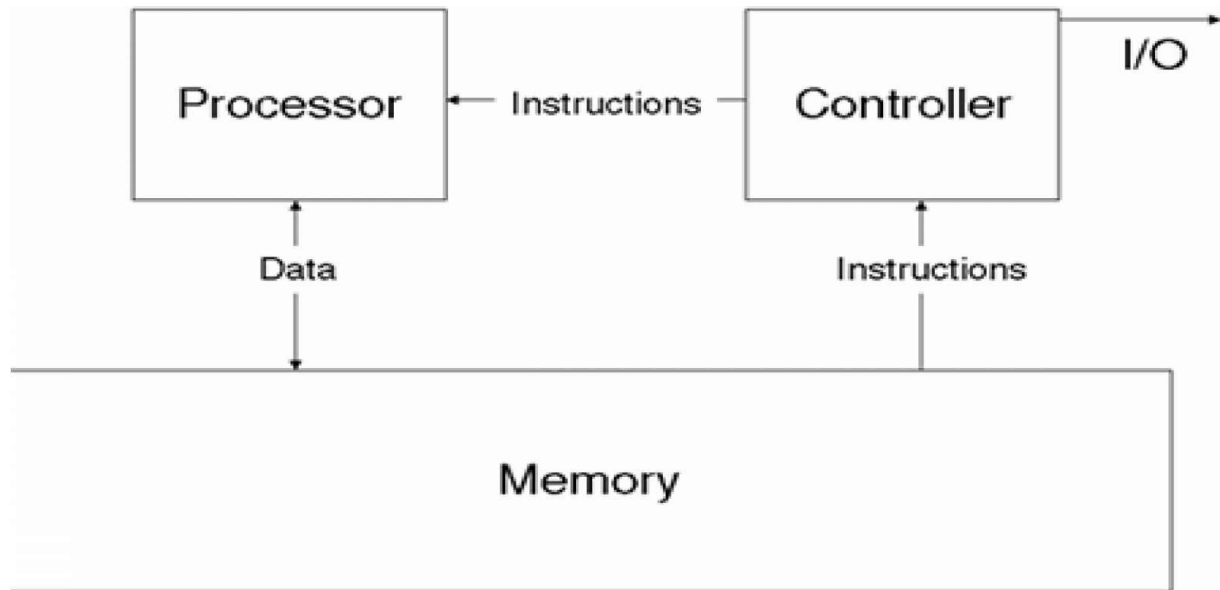 Processor
Instructions
Controller
I/O
Data
Instructions
Memory